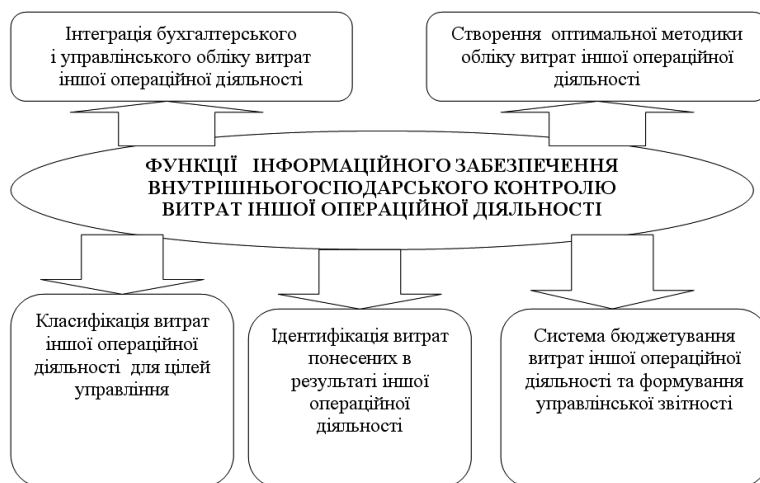 Інтеграція бухгалтерського
і управлінського обліку витрат
іншої операційної діяльності
Створення оптимальної методики
обліку витрат іншої операційної
діяльності
ФУНКЦІЇ ІНФОРМАЦІЙНОГО ЗАБЕЗПЕЧЕННЯ
ВНУТРІШНЬОГОСПОДАРСЬКОГО КОНТРОЛЮ
ВИТРАТ ІНШОЇ ОПЕРАЦІЙНОЇ ДІЯЛЬНОСТІ
Класифікація витрат
іншої операційної
діяльності для цілей
управління
Ідентифікація витрат
понесених в
результаті іншої
операційної
діяльності
Система бюджетування
витрат іншої операційної
діяльності та формування
управлінської звітності